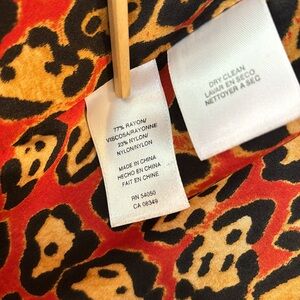 77% RAYON/
VISCOSA/RAYONNE
23% NYLON/
NYLON/NYLON
MADE IN CHINA
HECHO EN CHINA
FAIT EN CHINE
RN 54050
CA 08349
DRY CLEAN
LAVAR EN SECO
NETTOYER A SEC